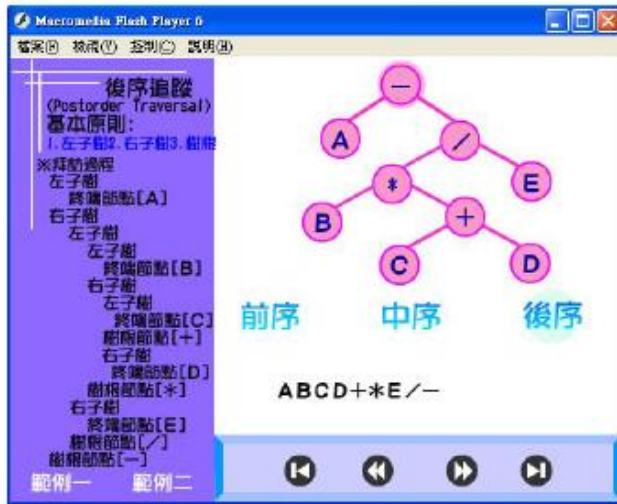 Macromedia Flash Player 6
檔案(F) 檢視(V) 控制(C) 說明(H)
後序追蹤
(Postorder Traversal)
基本原則:
1.左子樹2.右子樹3.樹根
※拜訪過程
左子樹
終端節點[A]
右子樹
左子樹
左子樹
終端節點[B]
右子樹
左子樹
終端節點[C]
樹根節點[+]
右子樹
終端節點[D]
樹根節點[*]
右子樹
終端節點[E]
樹根節點[/]
樹根節點[-]
範例一 範例二
-
A /
* E
B +
C D
前序 中序 後序
ABCD+*E/-